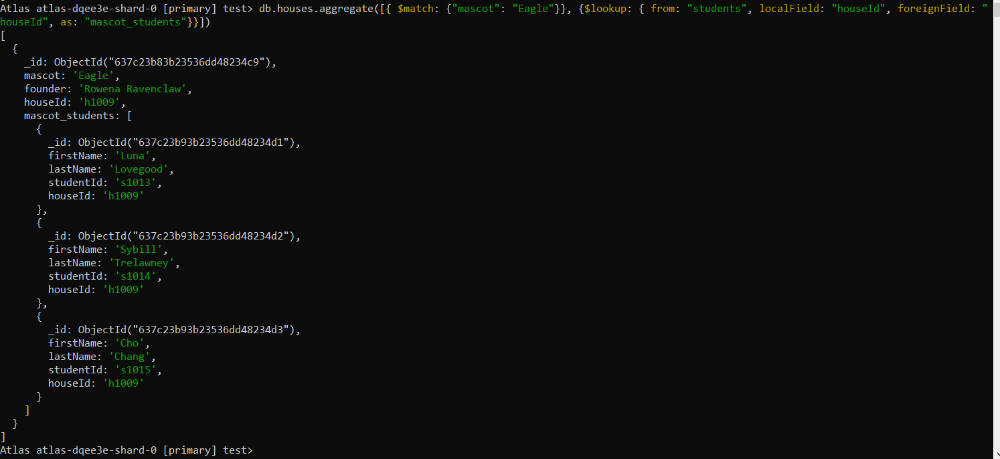 Atlas atlas-dqee3e-shard-0 [primary] test> db.houses.aggregate([{ $match: {"mascot": "Eagle"}}, {$lookup: { from: "students", localField: "houseId", foreignField: "
houseId", as: "mascot_students"}}])
[
  {
    _id: ObjectId("637c23b83b23536dd48234c9"),
    mascot: 'Eagle',
    founder: 'Rowena Ravenclaw',
    houseId: 'h1009',
    mascot_students: [
      {
        _id: ObjectId("637c23b93b23536dd48234d1"),
        firstName: 'Luna',
        lastName: 'Lovegood',
        studentId: 's1013',
        houseId: 'h1009'
      },
      {
        _id: ObjectId("637c23b93b23536dd48234d2"),
        firstName: 'Sybill',
        lastName: 'Trelawney',
        studentId: 's1014',
        houseId: 'h1009'
      },
      {
        _id: ObjectId("637c23b93b23536dd48234d3"),
        firstName: 'Cho',
        lastName: 'Chang',
        studentId: 's1015',
        houseId: 'h1009'
      }
    ]
  }
]
Atlas atlas-dqee3e-shard-0 [primary] test>